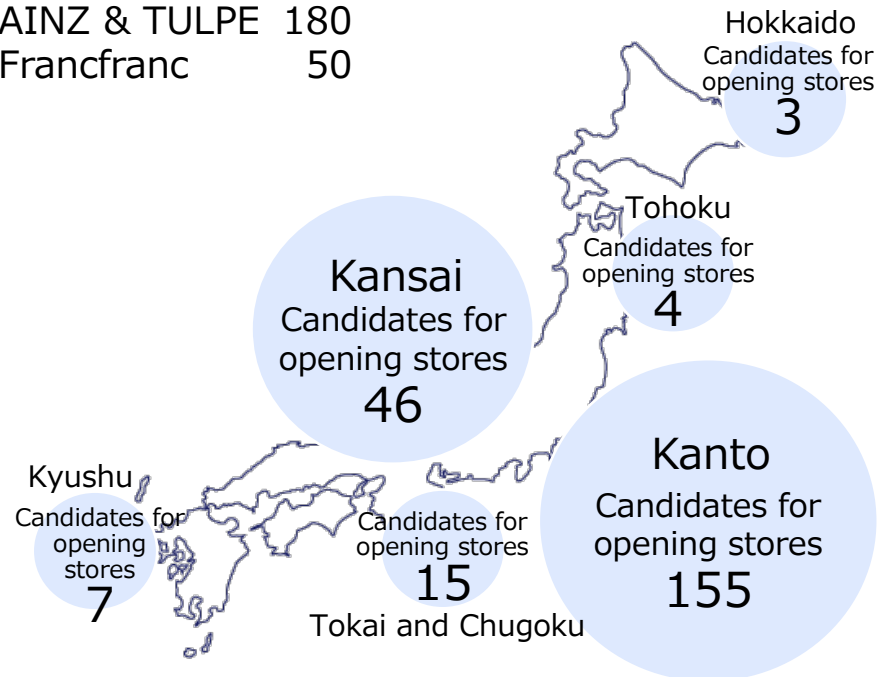 AINZ & TULPE 180
Francfranc 50
Hokkaido
Candidates for
opening stores
3
Tohoku
Candidates for
opening stores
4
Kansai
Candidates for
opening stores
46
Kanto
Candidates for
opening stores
155
Kyushu
Candidates for
opening
stores
7
Candidates for
opening stores
15
Tokai and Chugoku